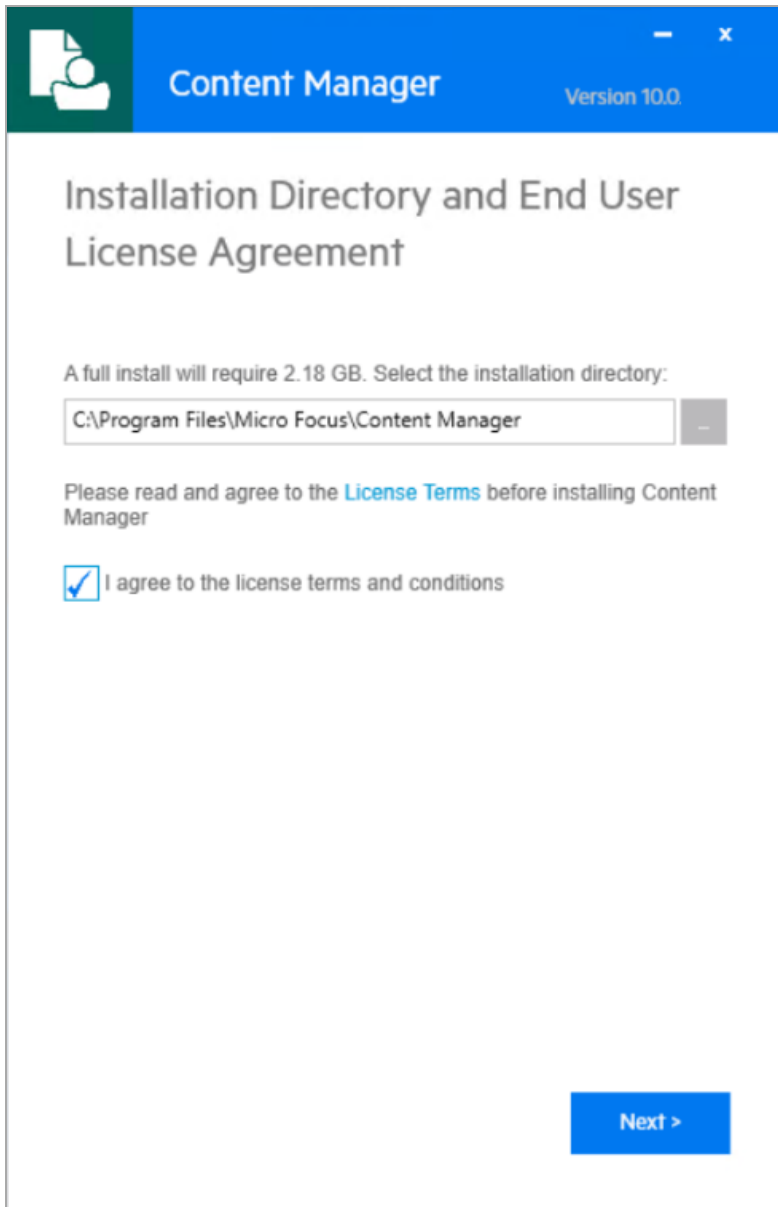 Content Manager
Version 10.0.
Installation Directory and End User
License Agreement
A full install will require 2.18 GB. Select the installation directory:
C:\Program Files\Micro Focus\Content Manager
...
Please read and agree to the License Terms before installing Content
Manager
I agree to the license terms and conditions
Next >